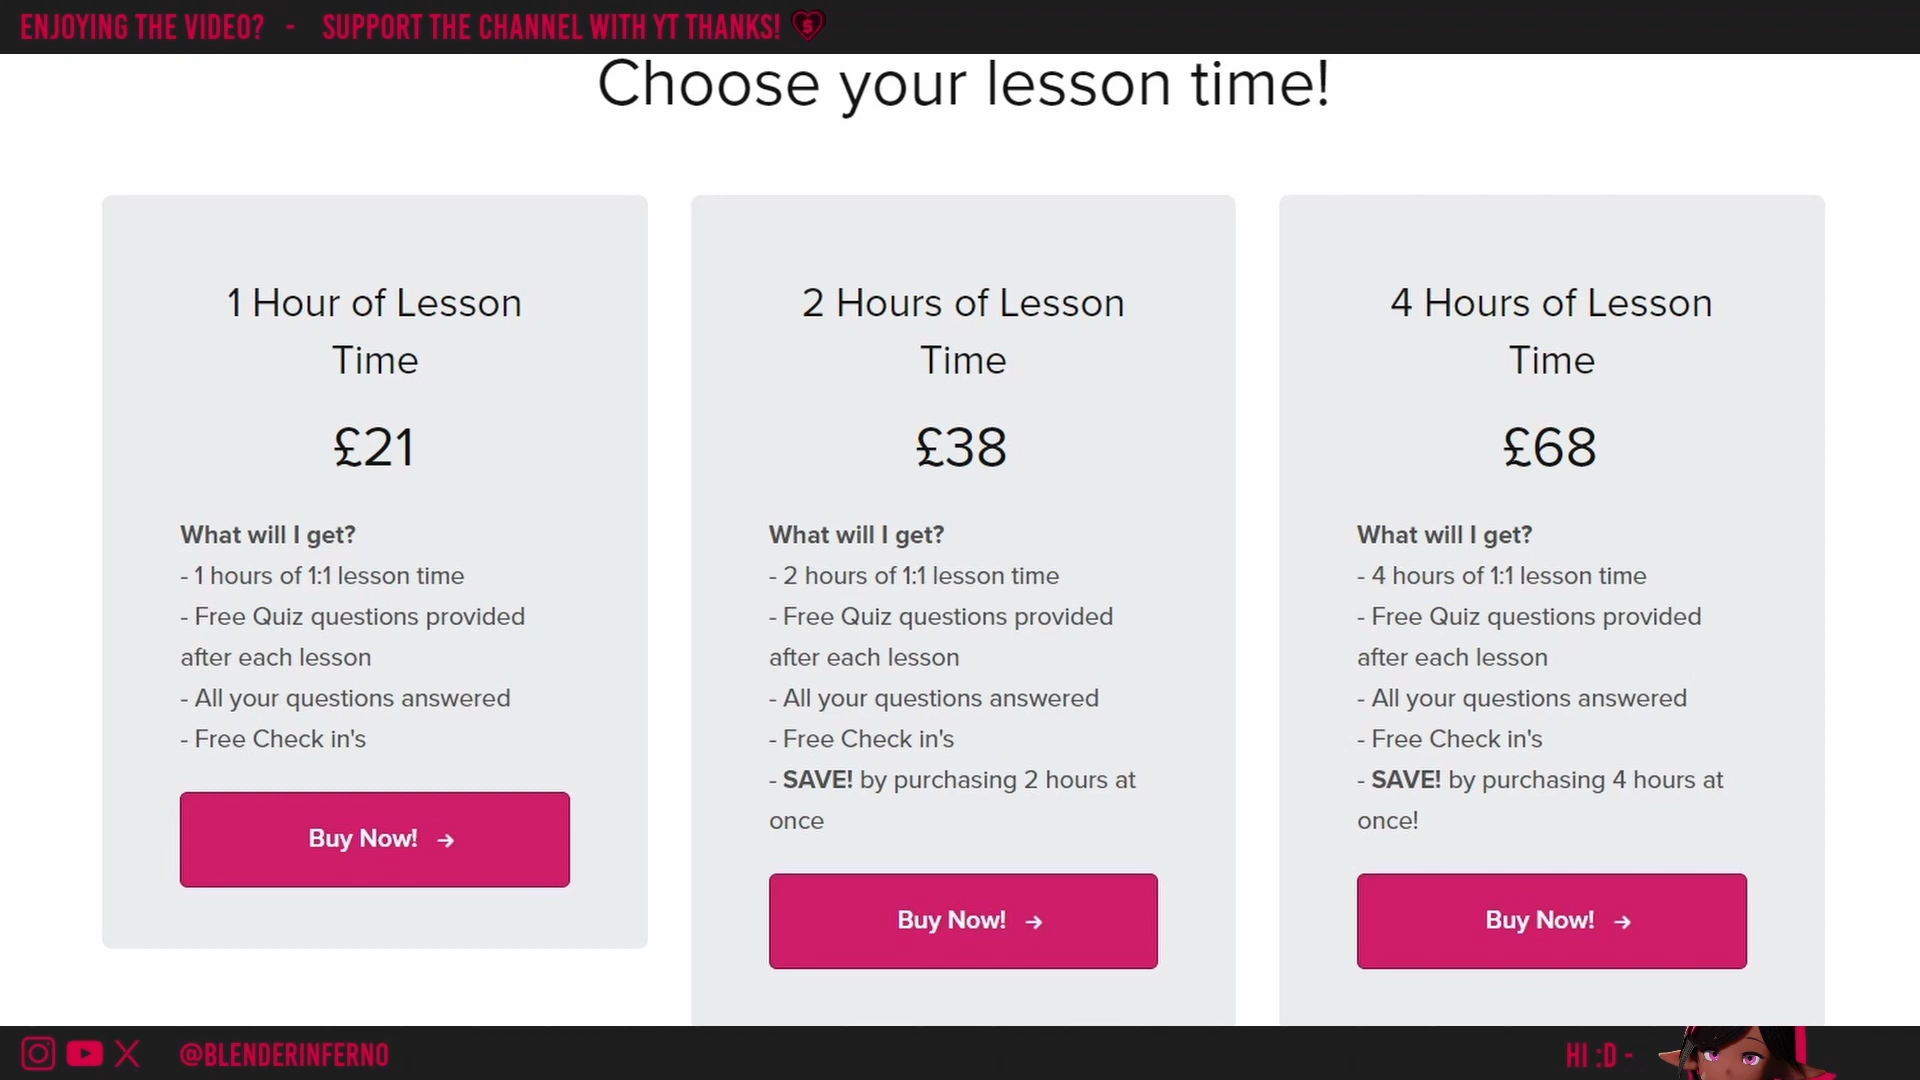 ENJOYING THE VIDEO? - SUPPORT THE CHANNEL WITH YT THANKS!
Choose your lesson time!
1 Hour of Lesson
Time
£21
What will I get?
- 1 hours of 1:1 lesson time
- Free Quiz questions provided
after each lesson
- All your questions answered
- Free Check in's
Buy Now! →
2 Hours of Lesson
Time
£38
What will I get?
- 2 hours of 1:1 lesson time
- Free Quiz questions provided
after each lesson
- All your questions answered
- Free Check in's
- SAVE! by purchasing 2 hours at
once
Buy Now! →
4 Hours of Lesson
Time
£68
What will I get?
- 4 hours of 1:1 lesson time
- Free Quiz questions provided
after each lesson
- All your questions answered
- Free Check in's
- SAVE! by purchasing 4 hours at
once!
Buy Now! →
@BLENDERINFERNO
HI :D -